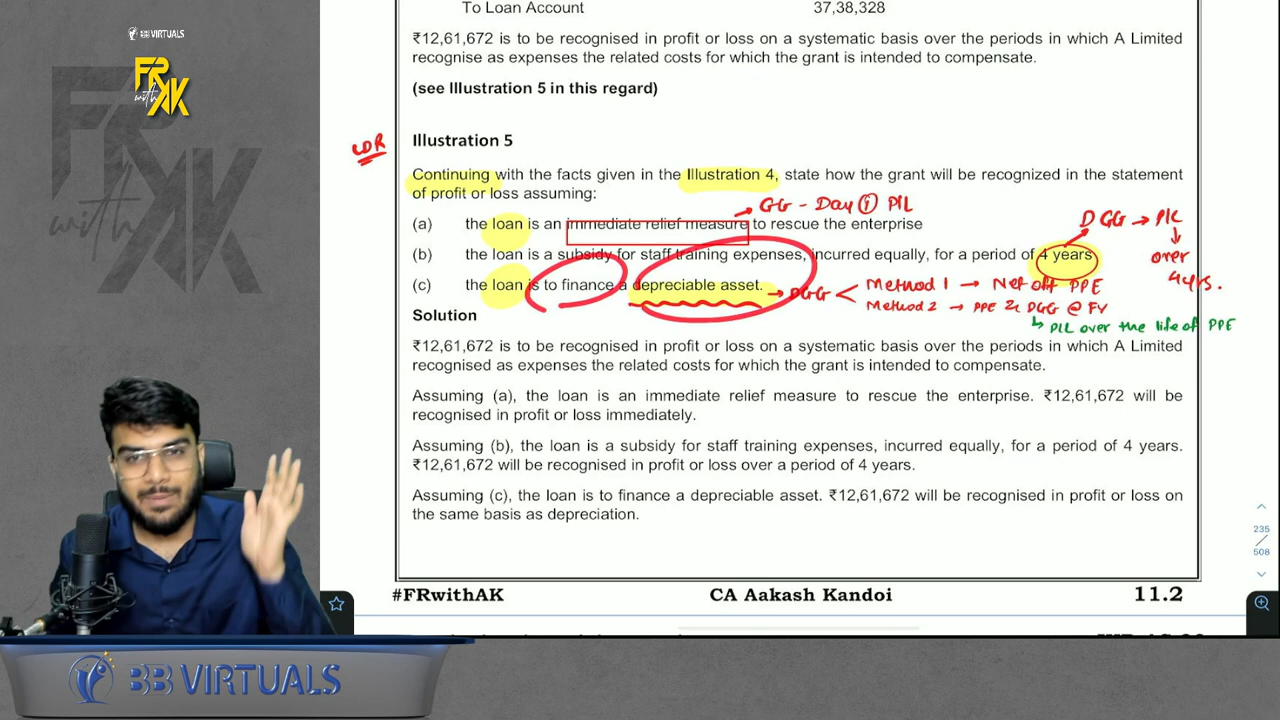 To Loan Account 37,38,328
BB VIRTUALS
FR
with
AK
FR
with
AK
₹12,61,672 is to be recognised in profit or loss on a systematic basis over the periods in which A Limited
recognise as expenses the related costs for which the grant is intended to compensate.
(see Illustration 5 in this regard)
LDR
Illustration 5
Continuing with the facts given in the Illustration 4, state how the grant will be recognized in the statement
of profit or loss assuming:
GG - Day ① P/L
(a) the loan is an immediate relief measure to rescue the enterprise
DGG → P/L
(b) the loan is a subsidy for staff training expenses, incurred equally, for a period of 4 years
over
4 yrs.
(c) the loan is to finance a depreciable asset.
→ DGG < Method 1 → Net off PPE
Method 2 → PPE & DGG @ FV
↳ P/L over the life of PPE
Solution
₹12,61,672 is to be recognised in profit or loss on a systematic basis over the periods in which A Limited
recognised as expenses the related costs for which the grant is intended to compensate.
Assuming (a), the loan is an immediate relief measure to rescue the enterprise. ₹12,61,672 will be
recognised in profit or loss immediately.
Assuming (b), the loan is a subsidy for staff training expenses, incurred equally, for a period of 4 years.
₹12,61,672 will be recognised in profit or loss over a period of 4 years.
Assuming (c), the loan is to finance a depreciable asset. ₹12,61,672 will be recognised in profit or loss on
the same basis as depreciation.
235
508
#FRwithAK CA Aakash Kandoi 11.2
BB VIRTUALS